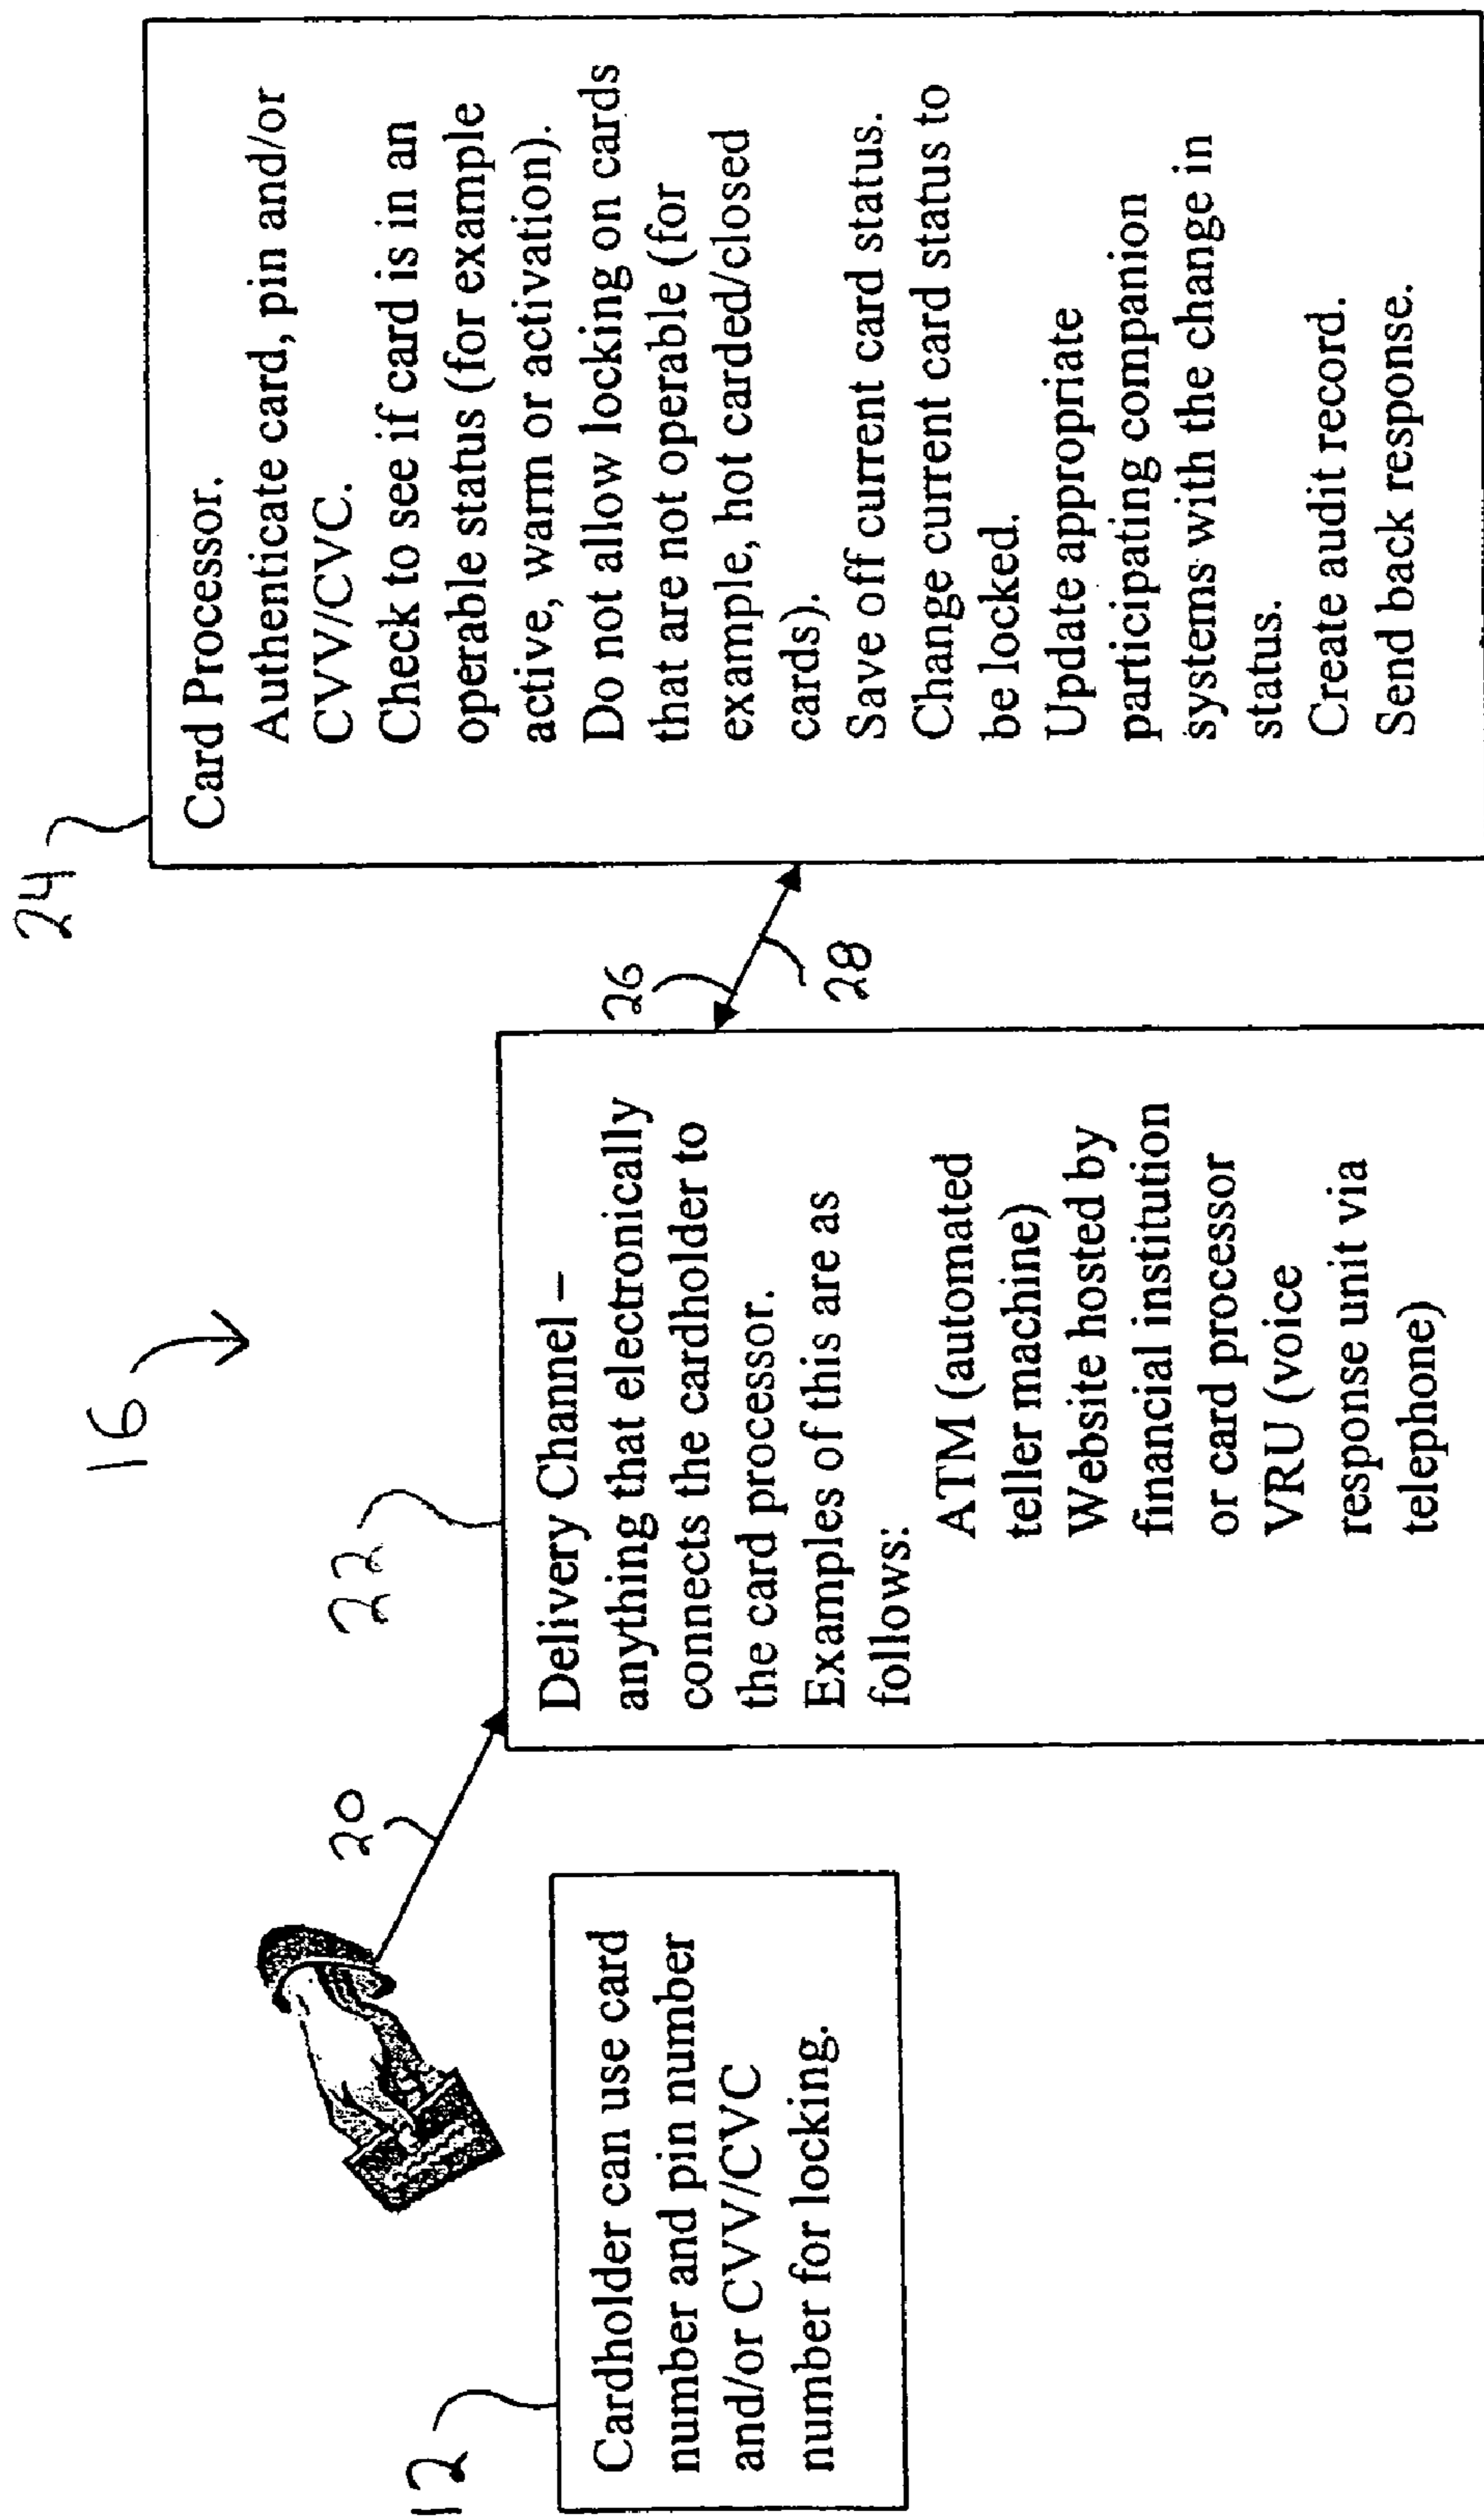 16
12
Cardholder can use card
number and pin number
and/or CVV/CVC
number for locking.
20
22
Delivery Channel –
anything that electronically
connects the cardholder to
the card processor.
Examples of this are as
follows:
ATM (automated
teller machine)
Website hosted by
financial institution
or card processor
VRU (voice
response unit via
telephone)
26
28
24
Card Processor.
Authenticate card, pin and/or
CVV/CVC.
Check to see if card is in an
operable status (for example
active, warm or activation).
Do not allow locking on cards
that are not operable (for
example, hot carded/closed
cards).
Save off current card status.
Change current card status to
be locked.
Update appropriate
participating companion
systems with the change in
status.
Create audit record.
Send back response.